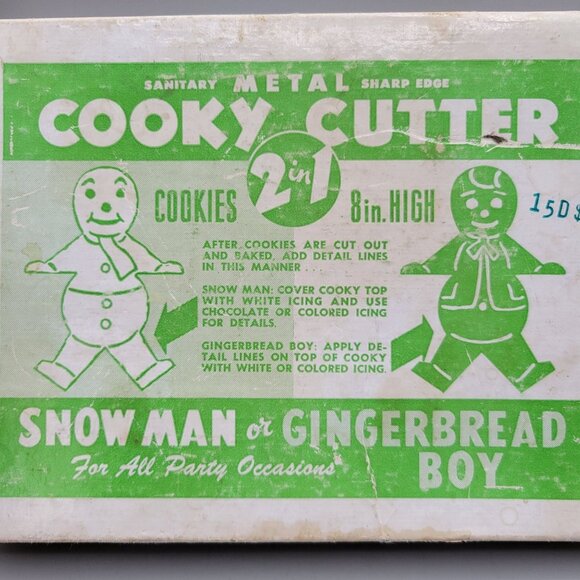 SANITARY METAL SHARP EDGE
COOKY CUTTER
2 in 1
COOKIES 8 in. HIGH
15D$
AFTER COOKIES ARE CUT OUT
AND BAKED, ADD DETAIL LINES
IN THIS MANNER . . .
SNOW MAN: COVER COOKY TOP
WITH WHITE ICING AND USE
CHOCOLATE OR COLORED ICING
FOR DETAILS.
GINGERBREAD BOY: APPLY DE-
TAIL LINES ON TOP OF COOKY
WITH WHITE OR COLORED ICING.
SNOW MAN or GINGERBREAD
BOY
For All Party Occasions